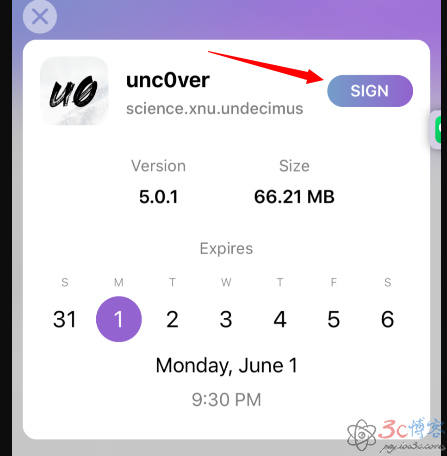 uO
unc0ver
science.xnu.undecimus
SIGN
Version
Size
5.0.1
66.21 MB
Expires
S M T W T F S
31 1 2 3 4 5 6
Monday, June 1
9:30 PM
3c博客